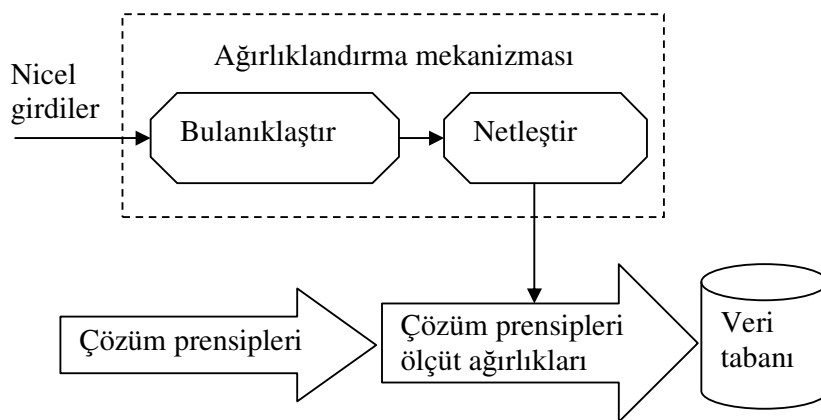 Ağırlıklandırma mekanizması
Nicel
girdiler
Bulanıklaştır
Netleştir
Çözüm prensipleri
Çözüm prensipleri
ölçüt ağırlıkları
Veri
tabanı